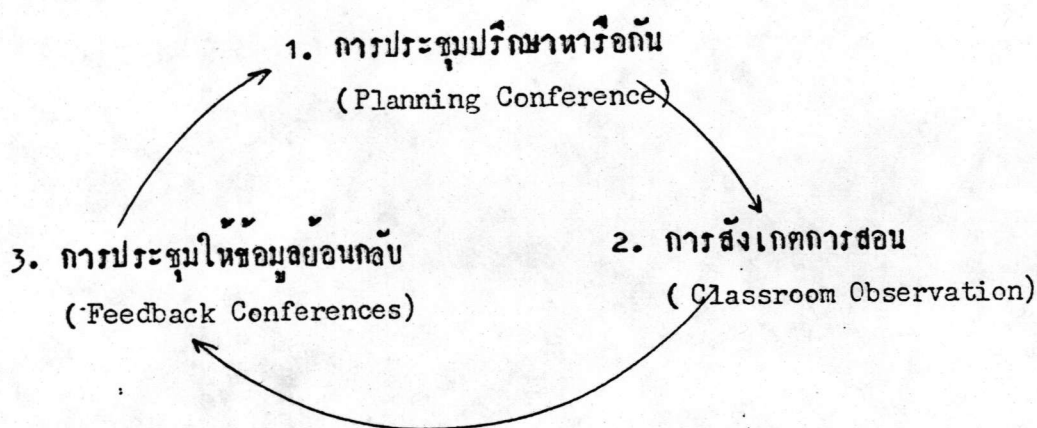 1. การประชุมปรึกษาหารือกัน
(Planning Conference)
2. การสังเกตการสอน
( Classroom Observation)
3. การประชุมให้ข้อมูลย้อนกลับ
(Feedback Conferences)